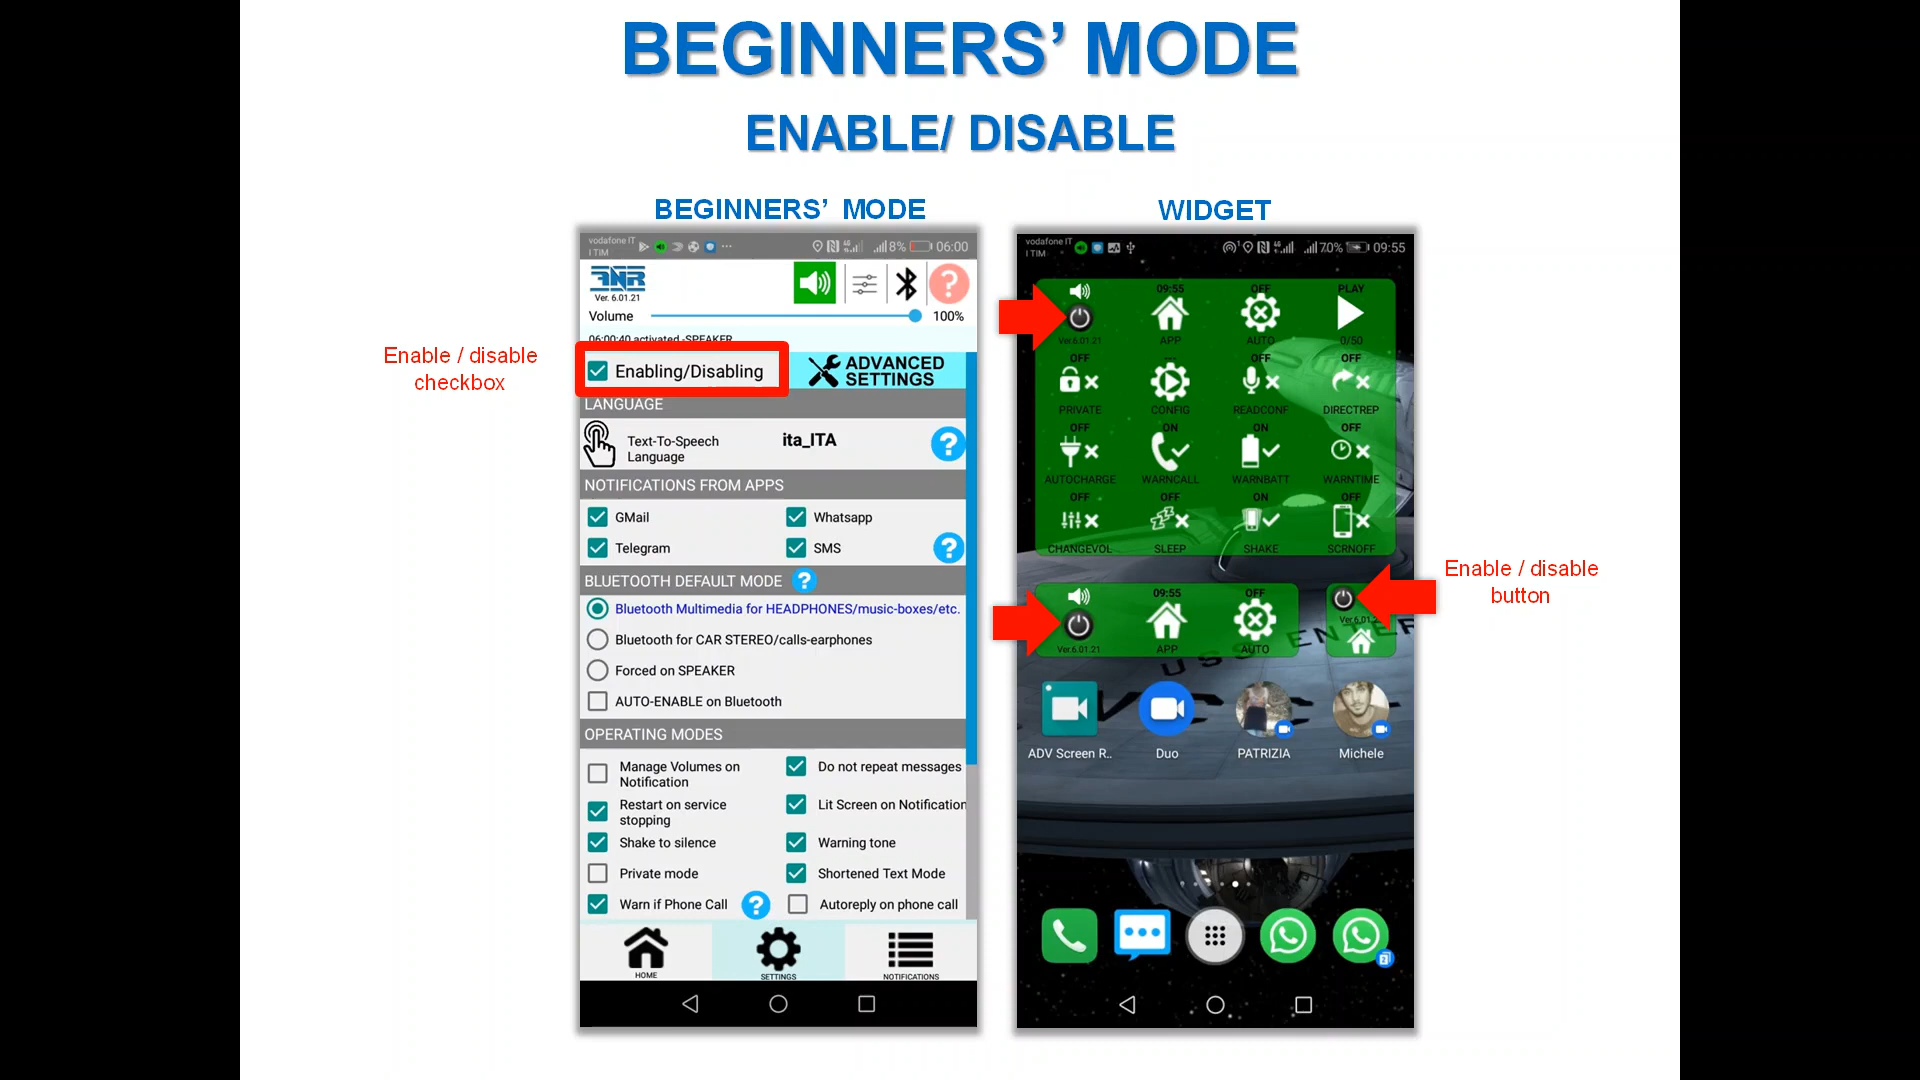 BEGINNERS’ MODE
ENABLE/ DISABLE
BEGINNERS’ MODE
vodafone IT
I TIM
8%
06:00
Ver. 6.01.21
Volume
100%
06:00:40 activated -SPEAKER
Enable / disable
checkbox
Enabling/Disabling
ADVANCED
SETTINGS
LANGUAGE
Text-To-Speech
Language
ita_ITA
NOTIFICATIONS FROM APPS
GMail
Whatsapp
Telegram
SMS
BLUETOOTH DEFAULT MODE
Bluetooth Multimedia for HEADPHONES/music-boxes/etc.
Bluetooth for CAR STEREO/calls-earphones
Forced on SPEAKER
AUTO-ENABLE on Bluetooth
OPERATING MODES
Manage Volumes on
Notification
Do not repeat messages
Restart on service
stopping
Lit Screen on Notification
Shake to silence
Warning tone
Private mode
Shortened Text Mode
Warn if Phone Call
Autoreply on phone call
HOME
SETTINGS
NOTIFICATIONS
WIDGET
vodafone IT
I TIM
70%
09:55
09:55
OFF
PLAY
Ver.6.01.21
APP
AUTO
0/50
OFF
---
OFF
OFF
PRIVATE
CONFIG
READCONF
DIRECTREP
OFF
ON
ON
OFF
AUTOCHARGE
WARNCALL
WARNBATT
WARNTIME
OFF
OFF
ON
OFF
CHANGEVOL
SLEEP
SHAKE
SCRNOFF
Enable / disable
button
09:55
OFF
Ver.6.01.21
APP
AUTO
Ver.6.01.2
USS ENTER
ADV Screen R..
Duo
PATRIZIA
Michele